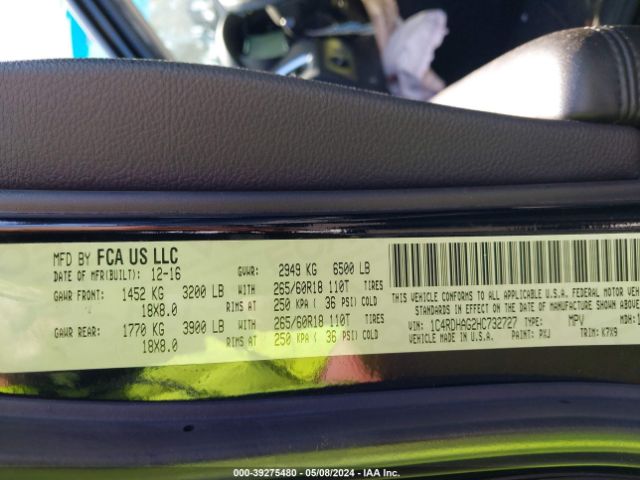 MFD BY FCA US LLC
DATE OF MFR(BUILT): 12-16 GVWR: 2949 KG 6500 LB
GAWR FRONT: 1452 KG 3200 LB WITH 265/60R18 110T TIRES
18X8.0 RIMS AT 250 KPA ( 36 PSI) COLD
GAWR REAR: 1770 KG 3900 LB WITH 265/60R18 110T TIRES
18X8.0 RIMS AT 250 KPA ( 36 PSI) COLD
THIS VEHICLE CONFORMS TO ALL APPLICABLE U.S.A. FEDERAL MOTOR
STANDARDS IN EFFECT ON THE DATE OF MANUFACTURE SHOWN ABOVE
VIN: 1C4RDHAG2HC732727 TYPE: MPV MDH:
VEHICLE MADE IN U.S.A. PAINT: PXJ TRIM: K7X9
000-39275480 - 05/08/2024 - IAA Inc.